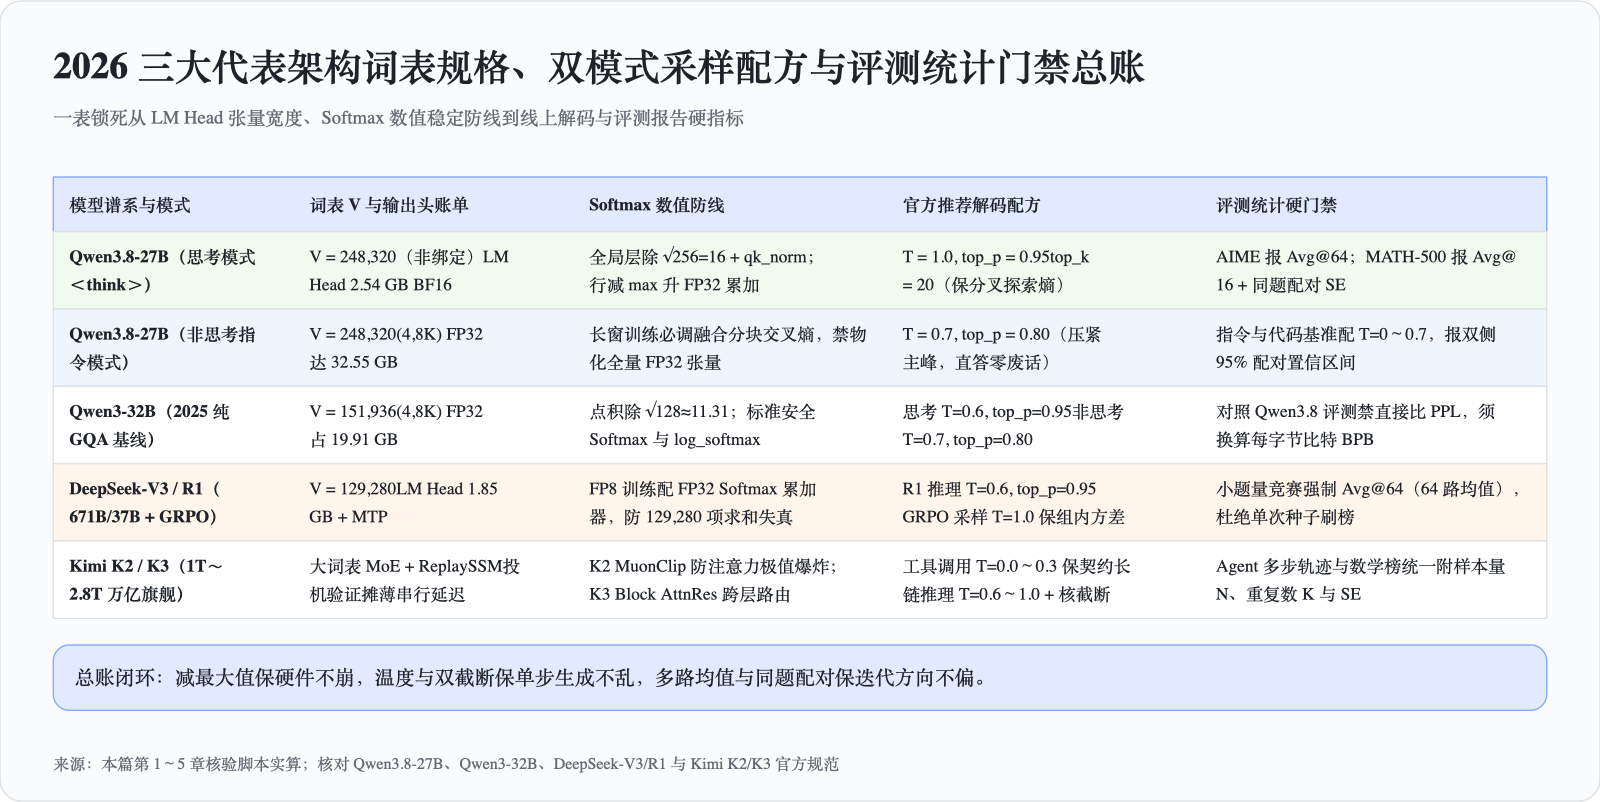 2026 三大代表架构词表规格、双模式采样配方与评测统计门禁总账
一表锁死从 LM Head 张量宽度、Softmax 数值稳定防线到线上解码与评测报告硬指标
模型谱系与模式
词表 V 与输出头账单
Softmax 数值防线
官方推荐解码配方
评测统计硬门禁
Qwen3.8-27B（思考模式
＜think＞）
V = 248,320（非绑定）LM
Head 2.54 GB BF16
全局层除 √256=16 + qk_norm；
行减 max 升 FP32 累加
T = 1.0, top_p = 0.95top_k
= 20（保分叉探索熵）
AIME 报 Avg@64；MATH-500 报 Avg@
16 + 同题配对 SE
Qwen3.8-27B（非思考指
令模式）
V = 248,320(4,8K) FP32
达 32.55 GB
长窗训练必调融合分块交叉熵，禁物
化全量 FP32 张量
T = 0.7, top_p = 0.80（压紧
主峰，直答零废话）
指令与代码基准配 T=0～0.7，报双侧
95% 配对置信区间
Qwen3-32B（2025 纯
GQA 基线）
V = 151,936(4,8K) FP32
占 19.91 GB
点积除 √128≈11.31；标准安全
Softmax 与 log_softmax
思考 T=0.6, top_p=0.95非思考
T=0.7, top_p=0.80
对照 Qwen3.8 评测禁直接比 PPL，须
换算每字节比特 BPB
DeepSeek-V3 / R1（
671B/37B + GRPO）
V = 129,280LM Head 1.85
GB + MTP
FP8 训练配 FP32 Softmax 累加
器，防 129,280 项求和失真
R1 推理 T=0.6, top_p=0.95
GRPO 采样 T=1.0 保组内方差
小题量竞赛强制 Avg@64（64 路均值），
杜绝单次种子刷榜
Kimi K2 / K3（1T～
2.8T 万亿旗舰）
大词表 MoE + ReplaySSM投
机验证摊薄串行延迟
K2 MuonClip 防注意力极值爆炸；
K3 Block AttnRes 跨层路由
工具调用 T=0.0～0.3 保契约长
链推理 T=0.6～1.0 + 核截断
Agent 多步轨迹与数学榜统一附样本量
N、重复数 K 与 SE
总账闭环：减最大值保硬件不崩，温度与双截断保单步生成不乱，多路均值与同题配对保迭代方向不偏。
来源：本篇第 1～5 章核验脚本实算；核对 Qwen3.8-27B、Qwen3-32B、DeepSeek-V3/R1 与 Kimi K2/K3 官方规范